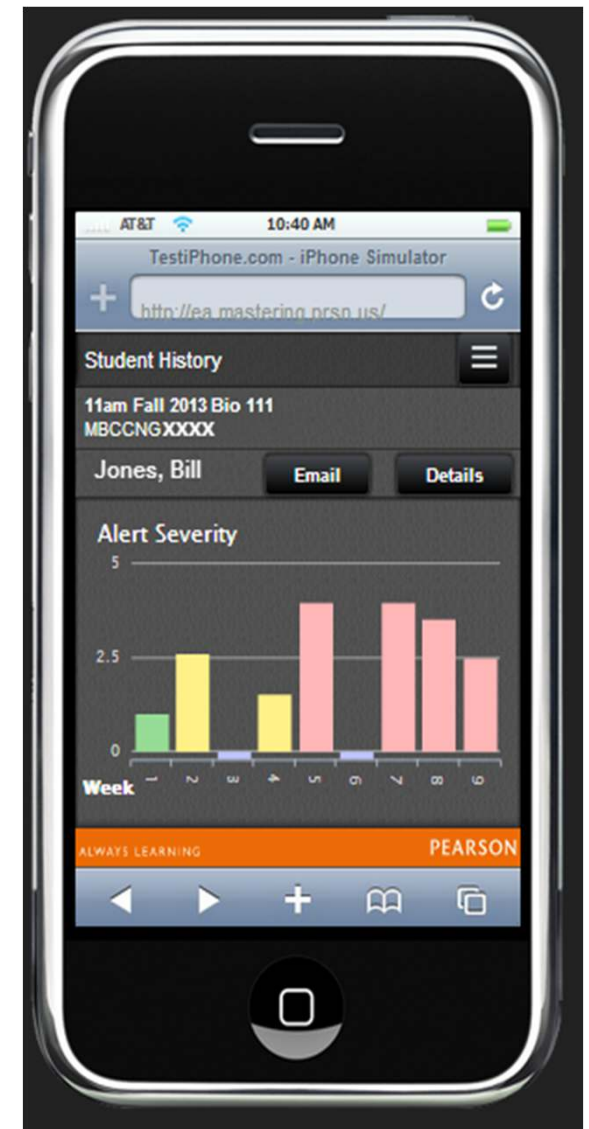 AT&T 10:40 AM
TestiPhone.com - iPhone Simulator
http://ea.mastering.prsn.us/
Student History
11am Fall 2013 Bio 111
MBCCNGXXXX
Jones, Bill Email Details
Alert Severity
5
2.5
0
Week 1 2 3 4 5 6 7 8 9
ALWAYS LEARNING PEARSON